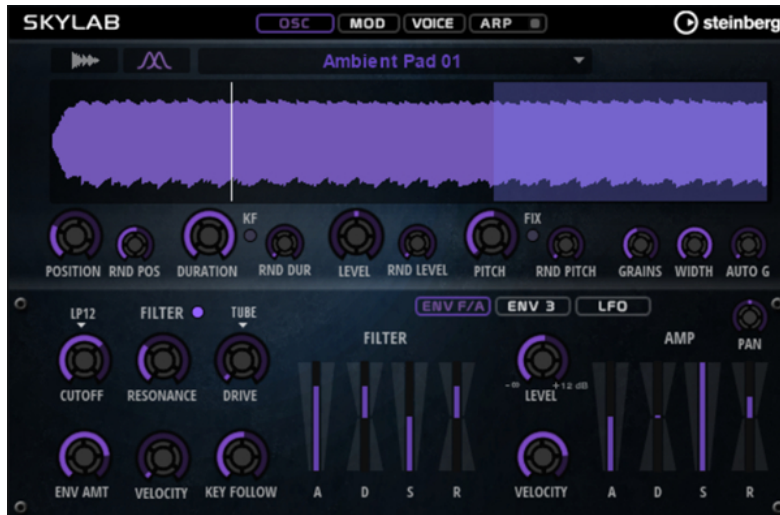 SKYLAB OSC MOD VOICE ARP steinberg
Ambient Pad 01
KF FIX
POSITION RND POS DURATION RND DUR LEVEL RND LEVEL PITCH RND PITCH GRAINS WIDTH AUTO G
ENV F/A ENV 3 LFO
LP12 FILTER TUBE
FILTER AMP PAN
CUTOFF RESONANCE DRIVE -∞ +12 dB
LEVEL
ENV AMT VELOCITY KEY FOLLOW A D S R VELOCITY A D S R